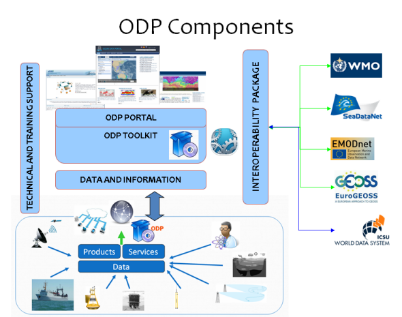 ODP Components
TECHNICAL AND TRAINING SUPPORT
ODP PORTAL
ODP TOOLKIT
DATA AND INFORMATION
INTEROPERABILITY PACKAGE
WMO
SeaDataNet
EMODnet
GEOSS
EuroGEOSS
ICSU
WORLD DATA SYSTEM
ODP
Products
Services
Data